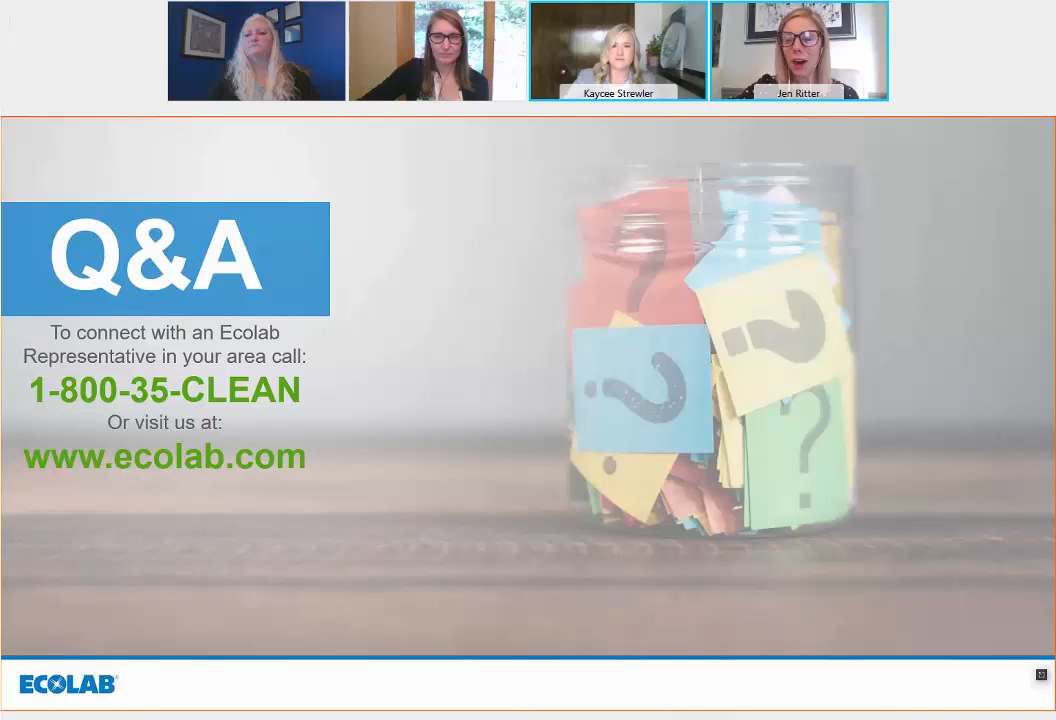 Kaycee Strewler
Jen Ritter
Q&A
To connect with an Ecolab
Representative in your area call:
1-800-35-CLEAN
Or visit us at:
www.ecolab.com
? ? ? ?
ECOLAB®